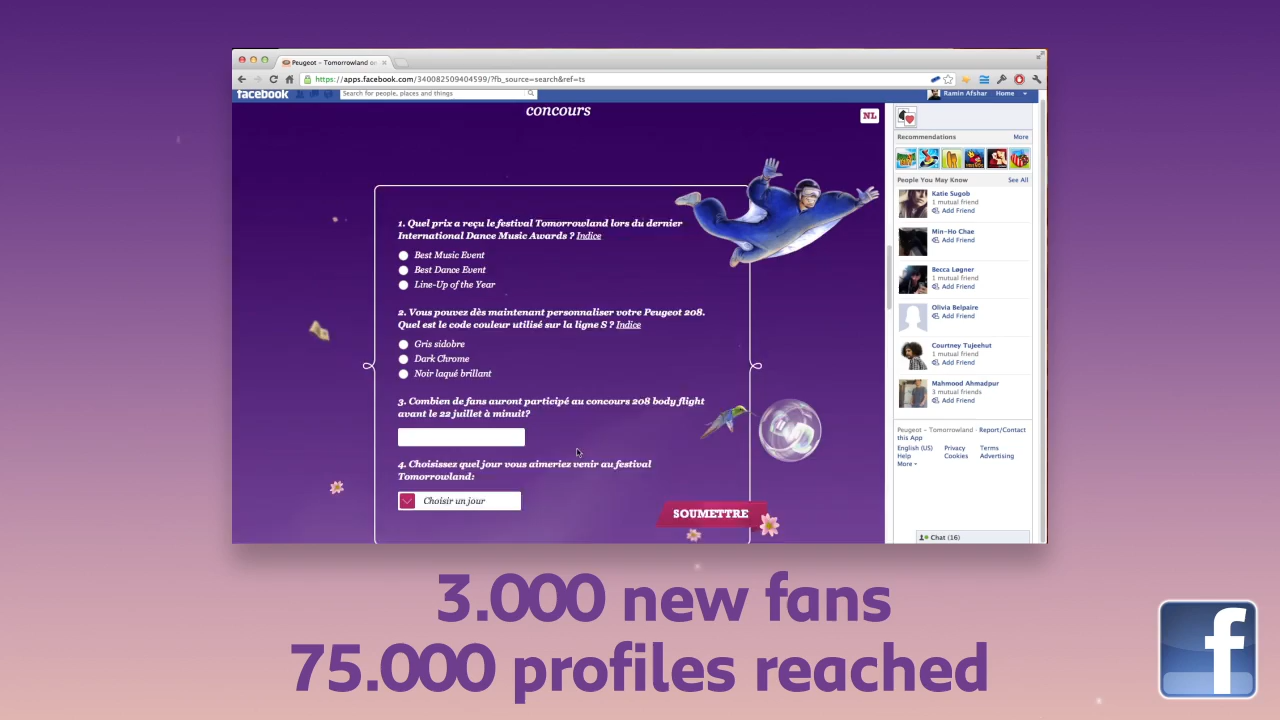 Peugeot – Tomorrowland on
https://apps.facebook.com/340082509404599/?fb_source=search&ref=ts
facebook
Search for people, places and things
Ramin Afshar
Home
concours
NL
1. Quel prix a reçu le festival Tomorrowland lors du dernier
International Dance Music Awards ? Indice
Best Music Event
Best Dance Event
Line-Up of the Year
2. Vous pouvez dès maintenant personnaliser votre Peugeot 208.
Quel est le code couleur utilisé sur la ligne S ? Indice
Gris sidobre
Dark Chrome
Noir laqué brillant
3. Combien de fans auront participé au concours 208 body flight
avant le 22 juillet à minuit?
4. Choisissez quel jour vous aimeriez venir au festival
Tomorrowland:
Choisir un jour
SOUMETTRE
Recommendations More
People You May Know See All
Katie Sugob
1 mutual friend
Add Friend
Min-Ho Chae
Add Friend
Becca Løgner
1 mutual friend
Add Friend
Olivia Belpaire
Add Friend
Courtney Tujeehut
1 mutual friend
Add Friend
Mahmood Ahmadpur
3 mutual friends
Add Friend
Peugeot – Tomorrowland · Report/Contact
this App
English (US) Privacy Terms
Help Cookies Advertising
More
Chat (16)
3.000 new fans
75.000 profiles reached
f